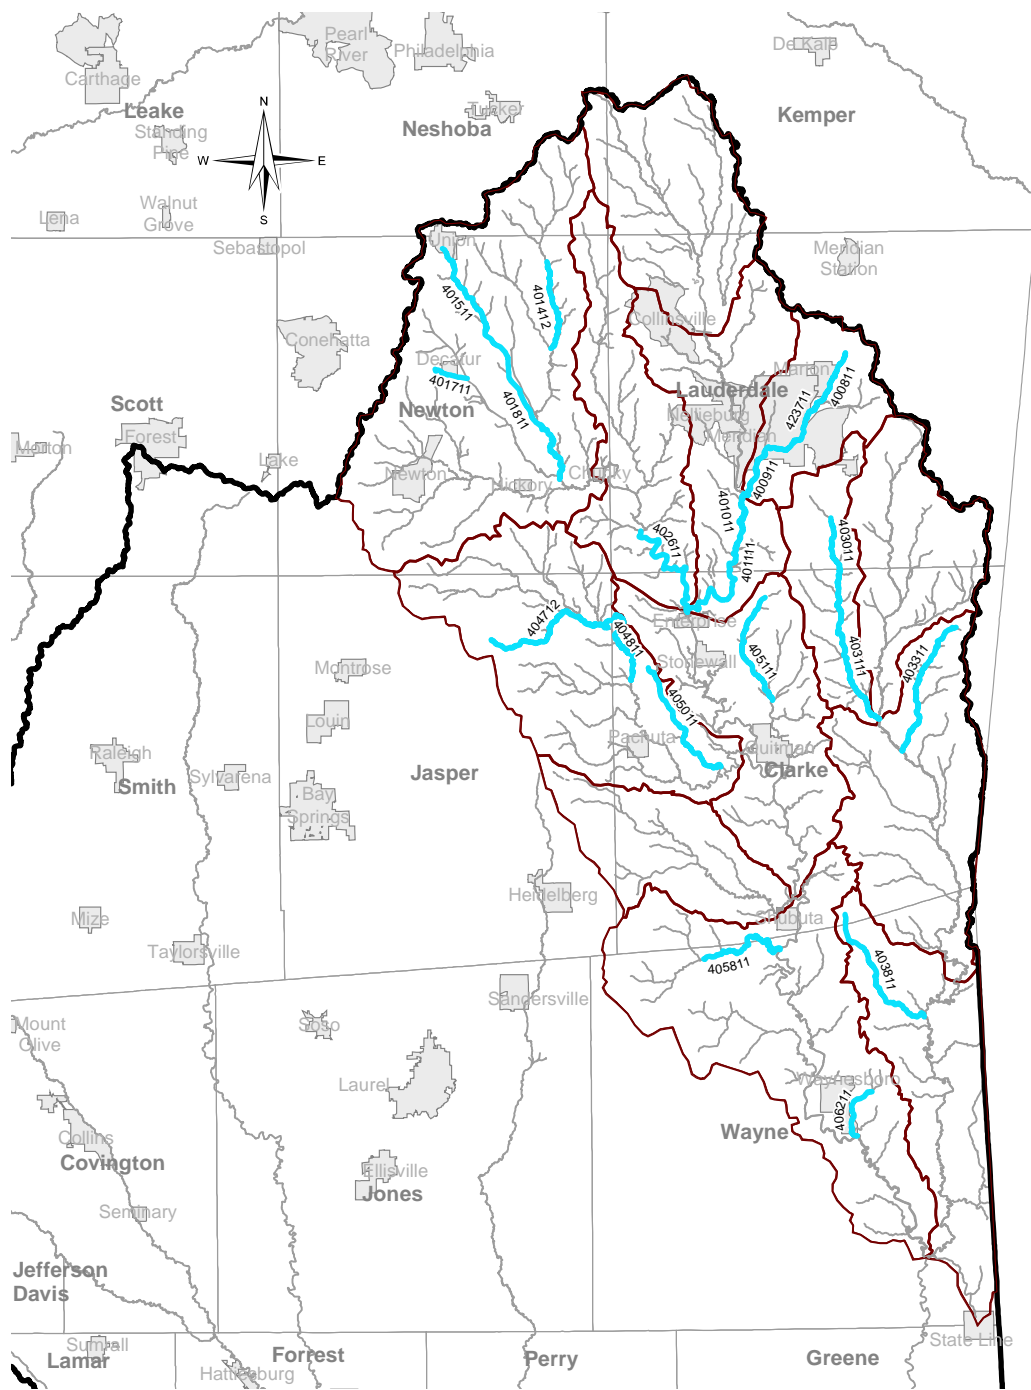 Pearl
River
Philadelphia
De Kalb
Carthage
Leake
Tucker
Kemper
Neshoba
Standing
Pine
N
W
E
S
Walnut
Grove
Lena
Sebastopol
Union
Meridian
Station
401511
401412
Collinsville
Conehatta
Decatur
401711
Marion
400811
Lauderdale
423711
Scott
Newton
401811
Nellieburg
Meridian
Forest
Morton
Lake
Newton
Hickory
Chunky
400911
401011
402611
403011
401111
404712
404811
Enterprise
Stonewall
405111
403111
403311
Montrose
405011
Louin
Pachuta
Quitman
Clarke
Raleigh
Smith
Sylvarena
Jasper
Bay
Springs
Heidelberg
Mize
Shubuta
Taylorsville
405811
403811
Sandersville
Mount
Olive
Soso
Laurel
Waynesboro
406211
Collins
Wayne
Covington
Ellisville
Jones
Seminary
Jefferson
Davis
State Line
Sumrall
Lamar
Forrest
Perry
Greene
Hattiesburg